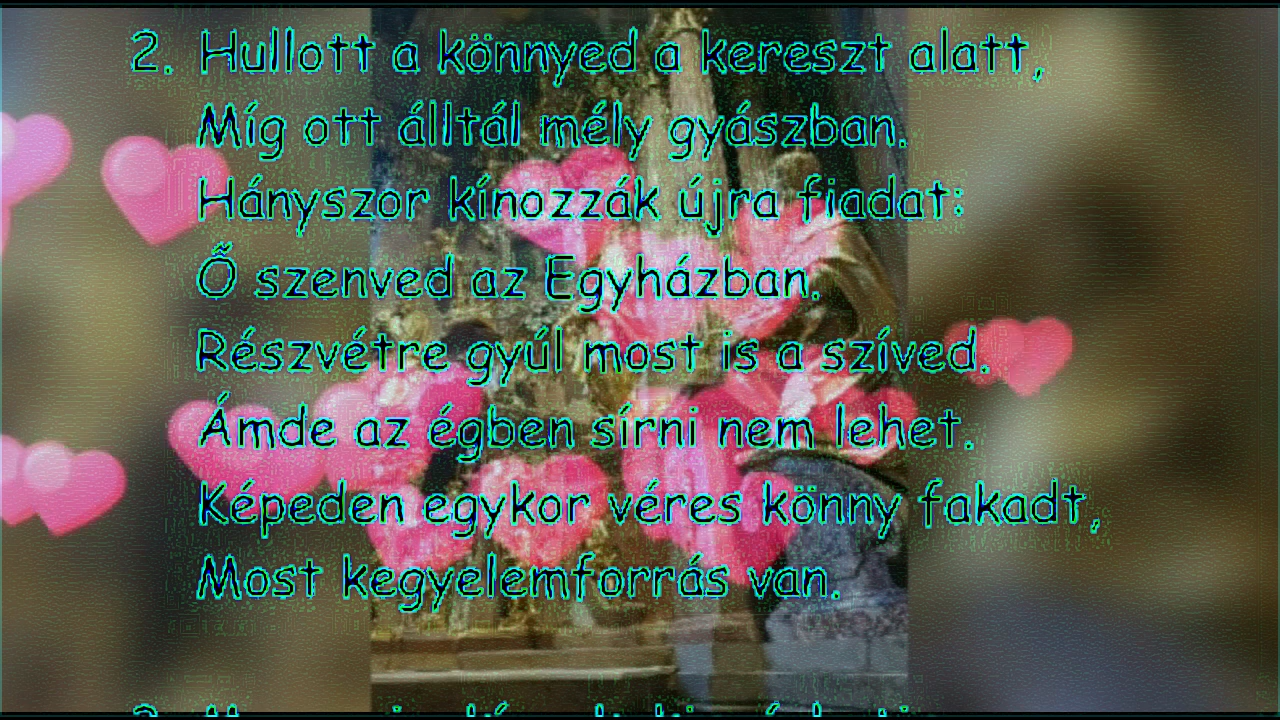 2. Hullott a könnyed a kereszt alatt,
Míg ott álltál mély gyászban.
Hányszor kínozzák újra fiadat:
Ő szenved az Egyházban.
Részvétre gyúl most is a szíved.
Ámde az égben sírni nem lehet.
Képeden egykor véres könny fakadt,
Most kegyelemforrás van.